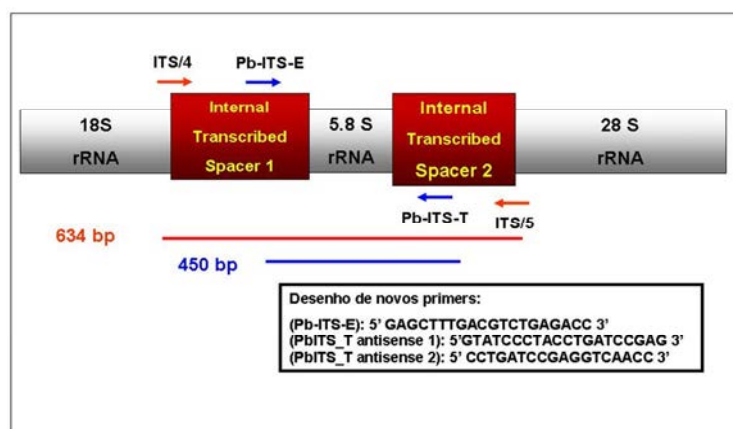 ITS/4
Pb-ITS-E
18S
rRNA
Internal
Transcribed
Spacer 1
5.8 S
rRNA
Internal
Transcribed
Spacer 2
28 S
rRNA
Pb-ITS-T
ITS/5
634 bp
450 bp
Desenho de novos primers:
(Pb-ITS-E): 5' GAGCTTTGACGTCTGAGACC 3'
(PbITS_T antisense 1): 5'GTATCCCTACCTGATCCGAG 3'
(PbITS_T antisense 2): 5' CCTGATCCGAGGTCAACC 3'